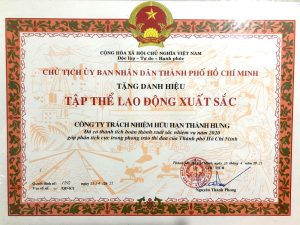 CỘNG HÒA XÃ HỘI CHỦ NGHĨA VIỆT NAM
Độc lập - Tự do - Hạnh phúc
CHỦ TỊCH ỦY BAN NHÂN DÂN THÀNH PHỐ HỒ CHÍ MINH
TẶNG DANH HIỆU
TẬP THỂ LAO ĐỘNG XUẤT SẮC
CÔNG TY TRÁCH NHIỆM HỮU HẠN THÀNH HƯNG
Đã có thành tích hoàn thành xuất sắc nhiệm vụ năm 2020
góp phần tích cực trong phong trào thi đua của Thành phố Hồ Chí Minh
Nguyễn Thành Phong